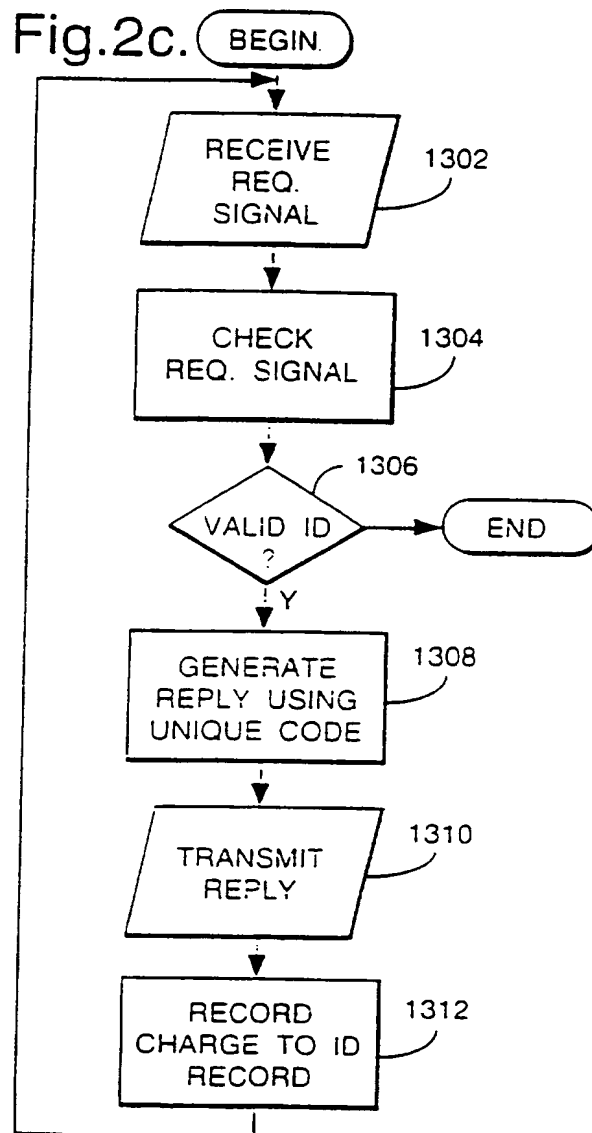 Fig.2c.
BEGIN.
RECEIVE
REQ.
SIGNAL
1302
CHECK
REQ. SIGNAL
1304
1306
VALID ID
?
END
Y
GENERATE
REPLY USING
UNIQUE CODE
1308
TRANSMIT
REPLY
1310
RECORD
CHARGE TO ID
RECORD
1312